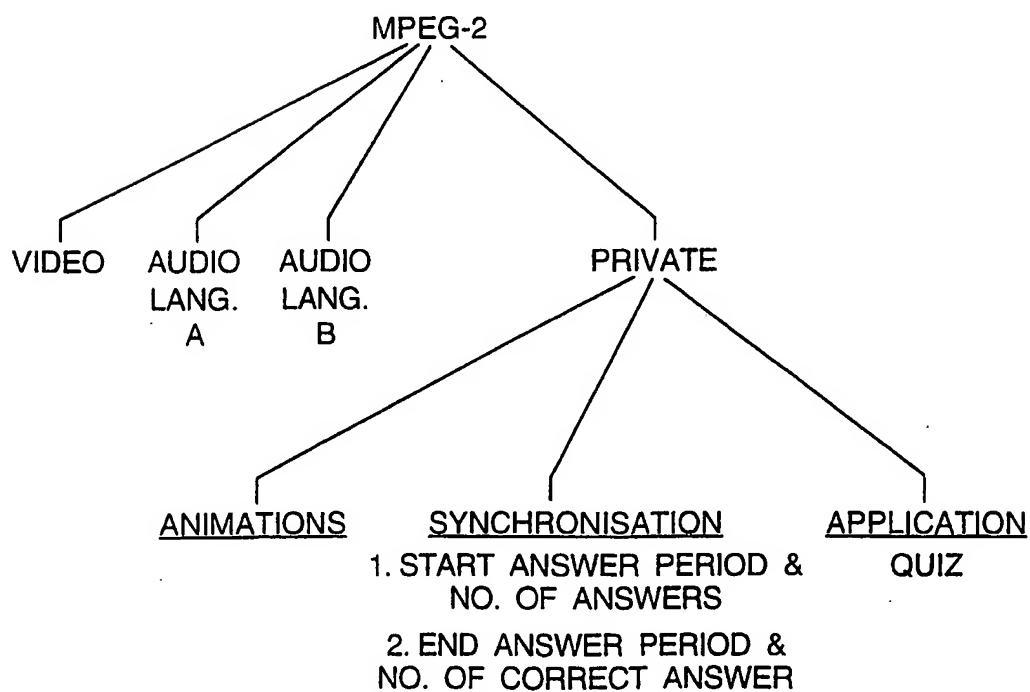 MPEG-2
VIDEO
AUDIO
LANG.
A
AUDIO
LANG.
B
PRIVATE
ANIMATIONS
SYNCHRONISATION
1. START ANSWER PERIOD &
NO. OF ANSWERS
2. END ANSWER PERIOD &
NO. OF CORRECT ANSWER
APPLICATION
QUIZ